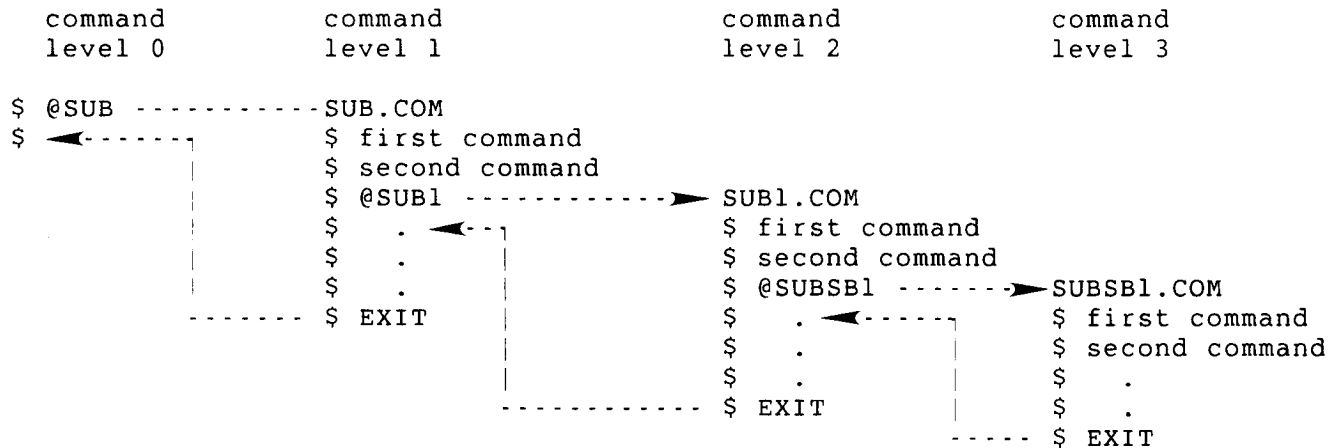 command command command command
level 0 level 1 level 2 level 3
$ @SUB - - - - - - - - - - - SUB.COM
$ $ first command
$ second command
$ @SUB1 - - - - - - - - - - - - SUB1.COM
$ . $ first command
$ . $ second command
$ . $ @SUBSB1 - - - - - - - SUBSB1.COM
- - - - - - - $ EXIT $ . $ first command
$ . $ second command
$ . $ .
- - - - - - - - - - - - $ EXIT $ .
- - - - - $ EXIT